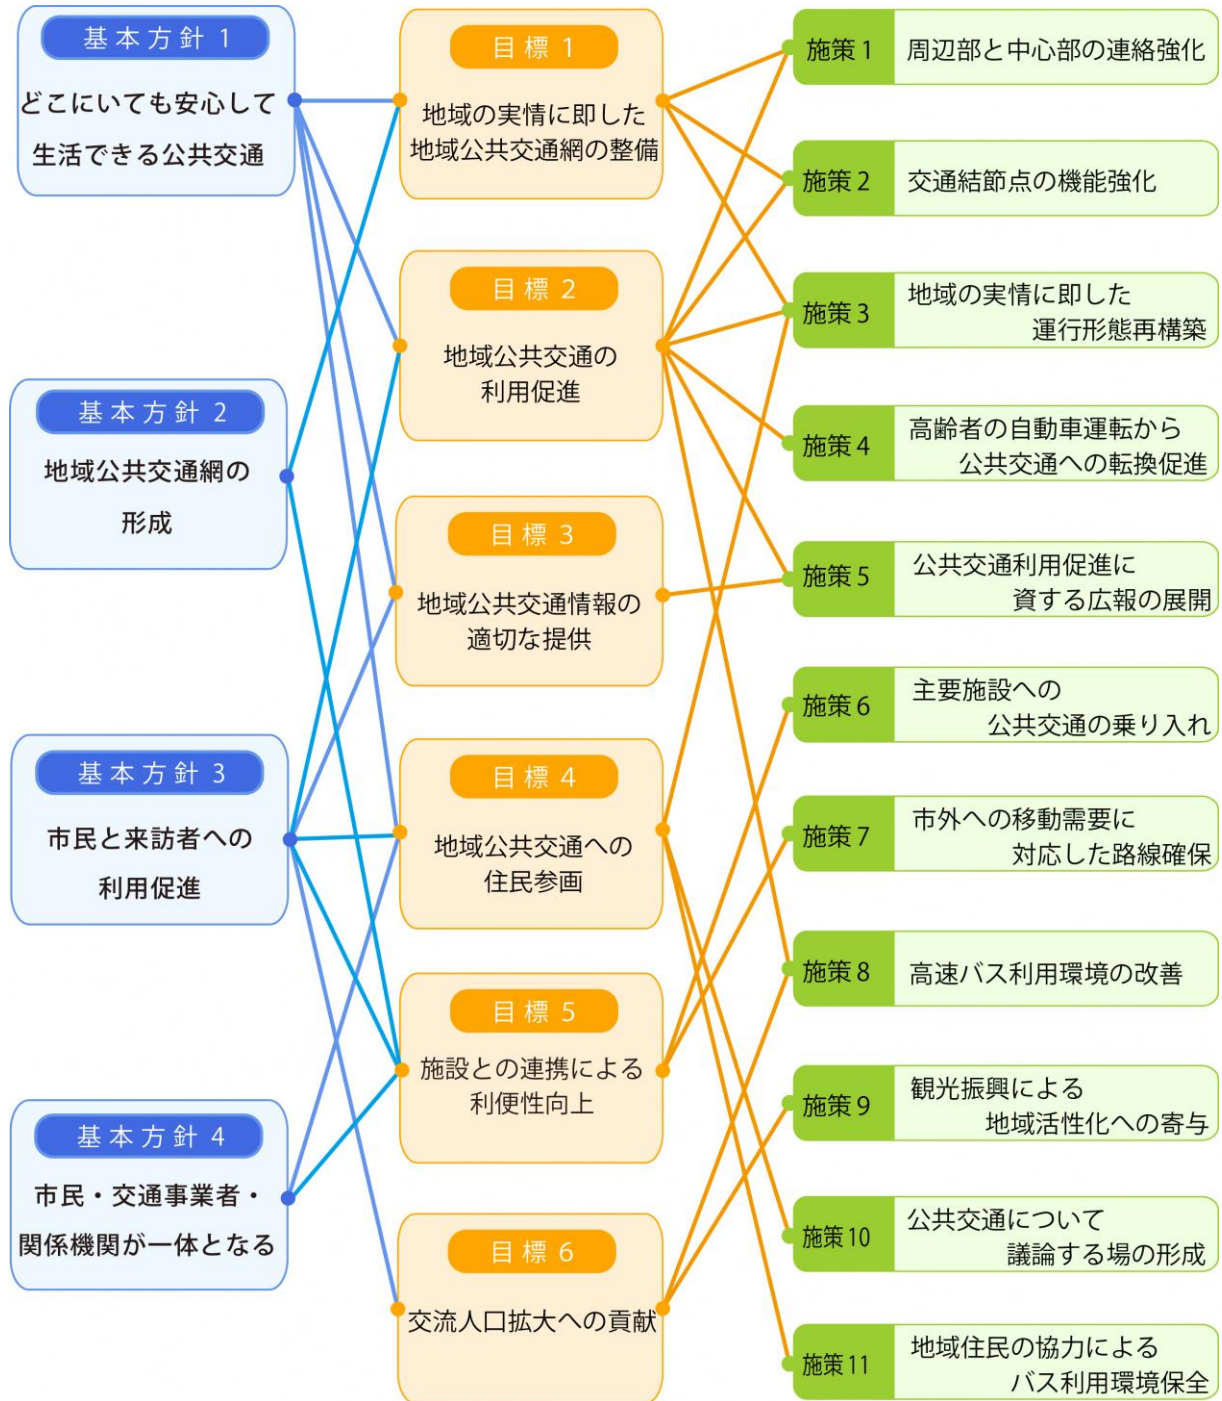 基本方針 1
どこにいても安心して
生活できる公共交通
基本方針 2
地域公共交通網の
形成
基本方針 3
市民と来訪者への
利用促進
基本方針 4
市民・交通事業者・
関係機関が一体となる
目標 1
地域の実情に即した
地域公共交通網の整備
目標 2
地域公共交通の
利用促進
目標 3
地域公共交通情報の
適切な提供
目標 4
地域公共交通への
住民参画
目標 5
施設との連携による
利便性向上
目標 6
交流人口拡大への貢献
施策 1
周辺部と中心部の連絡強化
施策 2
交通結節点の機能強化
施策 3
地域の実情に即した
運行形態再構築
施策 4
高齢者の自動車運転から
公共交通への転換促進
施策 5
公共交通利用促進に
資する広報の展開
施策 6
主要施設への
公共交通の乗り入れ
施策 7
市外への移動需要に
対応した路線確保
施策 8
高速バス利用環境の改善
施策 9
観光振興による
地域活性化への寄与
施策 10
公共交通について
議論する場の形成
施策 11
地域住民の協力による
バス利用環境保全